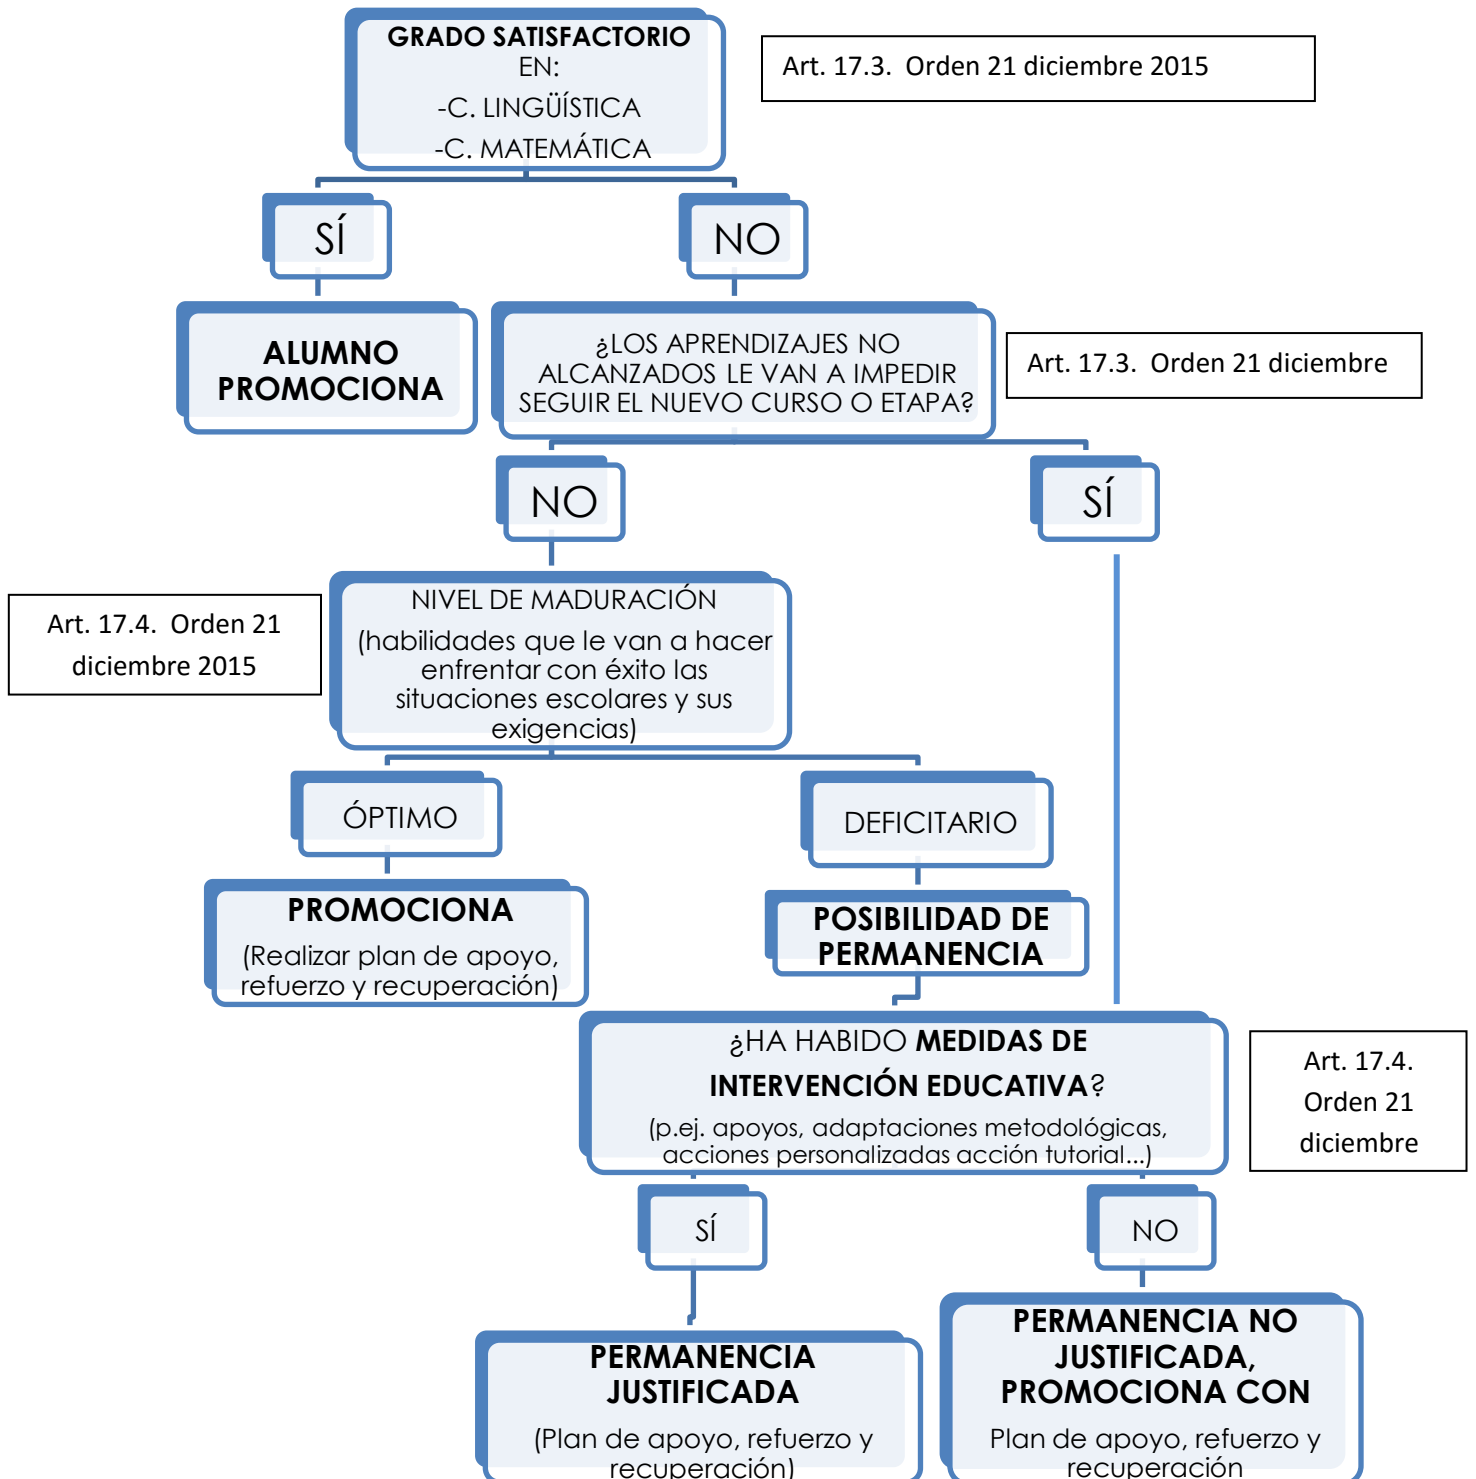 GRADO SATISFACTORIO
EN:
-C. LINGÜÍSTICA
-C. MATEMÁTICA
Art. 17.3. Orden 21 diciembre 2015
SÍ
NO
ALUMNO
PROMOCIONA
¿LOS APRENDIZAJES NO
ALCANZADOS LE VAN A IMPEDIR
SEGUIR EL NUEVO CURSO O ETAPA?
Art. 17.3. Orden 21 diciembre
NO
SÍ
Art. 17.4. Orden 21
diciembre 2015
NIVEL DE MADURACIÓN
(habilidades que le van a hacer
enfrentar con éxito las
situaciones escolares y sus
exigencias)
ÓPTIMO
DEFICITARIO
PROMOCIONA
(Realizar plan de apoyo,
refuerzo y recuperación)
POSIBILIDAD DE
PERMANENCIA
¿HA HABIDO MEDIDAS DE
INTERVENCIÓN EDUCATIVA?
(p.ej. apoyos, adaptaciones metodológicas,
acciones personalizadas acción tutorial...)
Art. 17.4.
Orden 21
diciembre
SÍ
NO
PERMANENCIA
JUSTIFICADA
(Plan de apoyo, refuerzo y
recuperación)
PERMANENCIA NO
JUSTIFICADA,
PROMOCIONA CON
Plan de apoyo, refuerzo y
recuperación